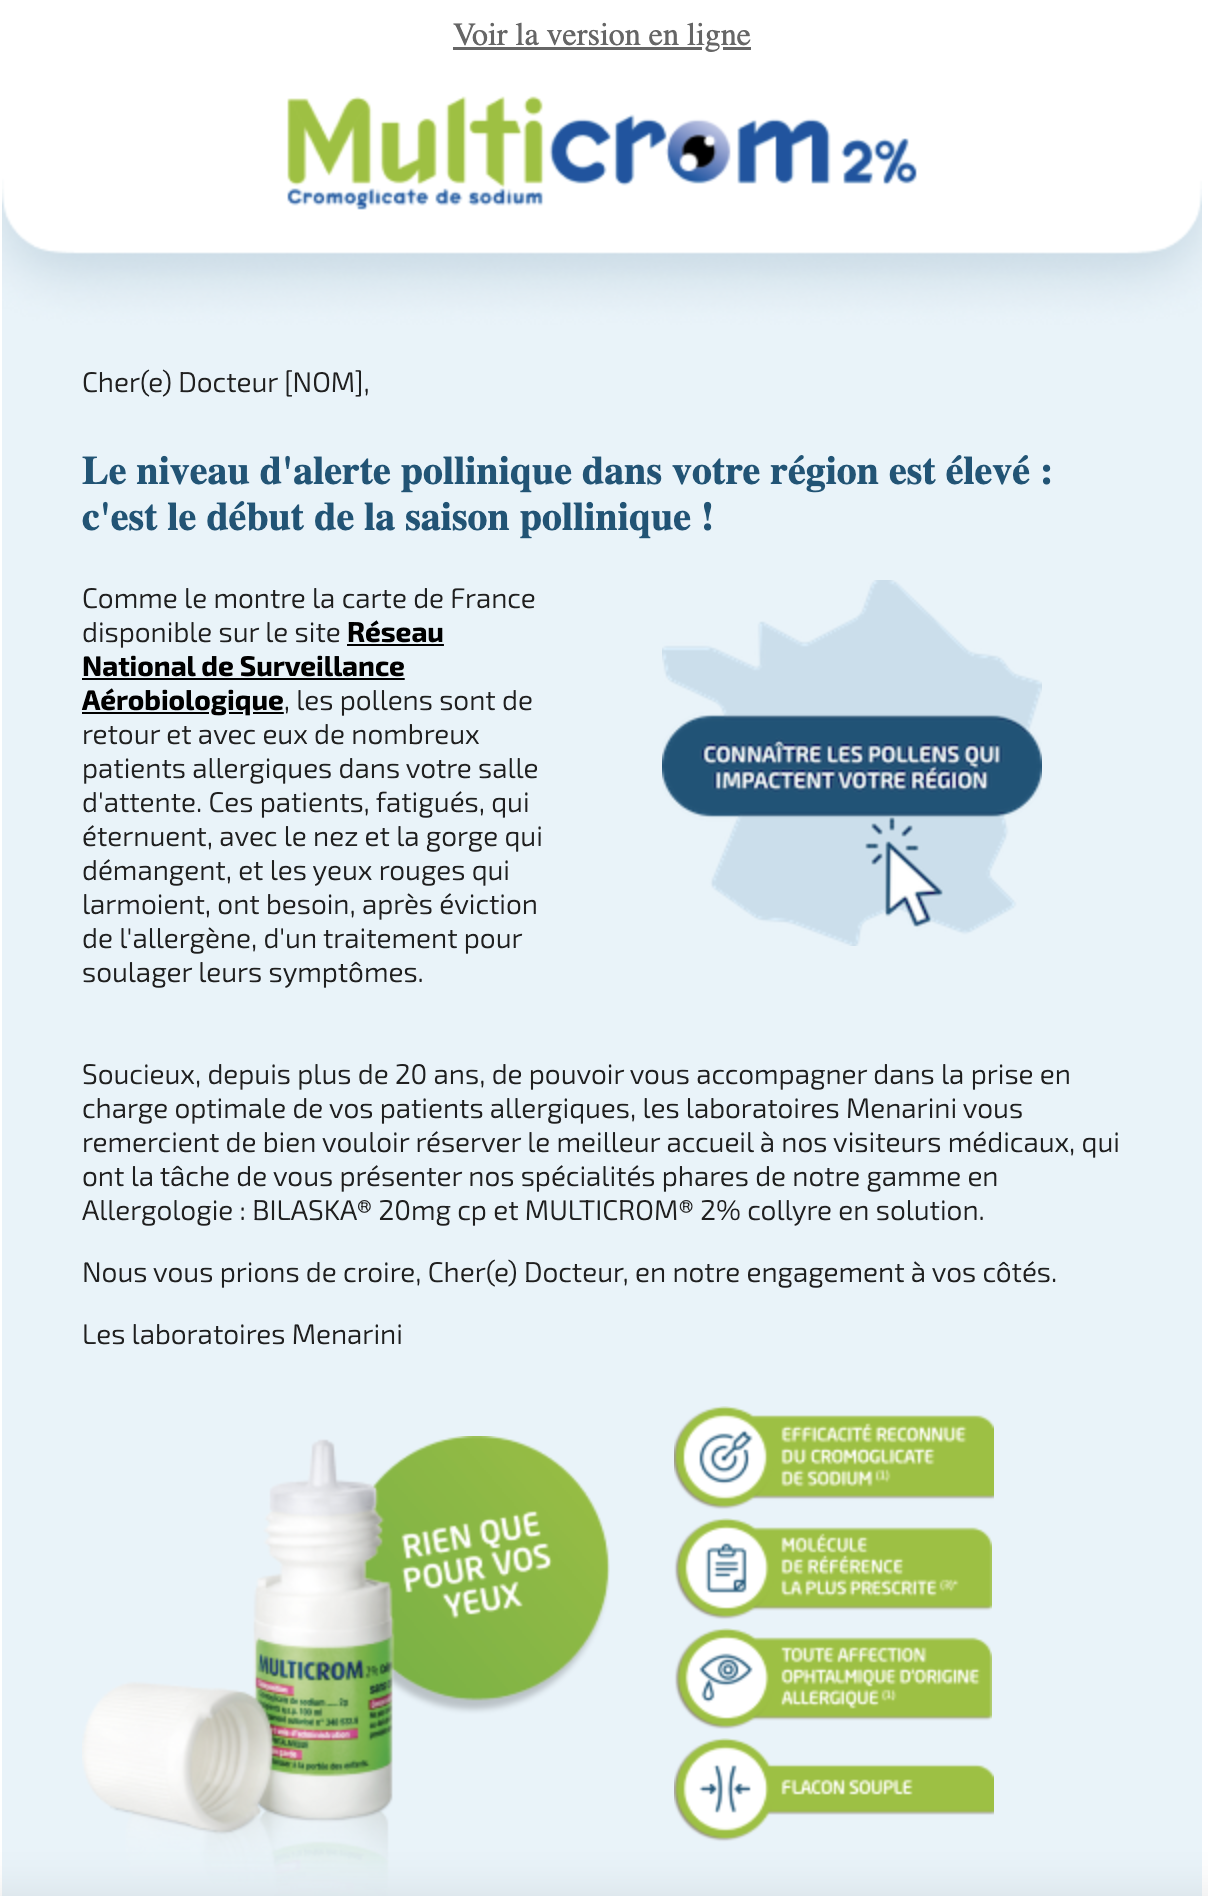 Voir la version en ligne
Multicrom 2%
Cromoglicate de sodium
Cher(e) Docteur [NOM],
Le niveau d'alerte pollinique dans votre région est élevé :
c'est le début de la saison pollinique !
Comme le montre la carte de France
disponible sur le site Réseau
National de Surveillance
Aérobiologique, les pollens sont de
retour et avec eux de nombreux
patients allergiques dans votre salle
d'attente. Ces patients, fatigués, qui
éternuent, avec le nez et la gorge qui
démangent, et les yeux rouges qui
larmoient, ont besoin, après éviction
de l'allergène, d'un traitement pour
soulager leurs symptômes.
CONNAÎTRE LES POLLENS QUI
IMPACTENT VOTRE RÉGION
Soucieux, depuis plus de 20 ans, de pouvoir vous accompagner dans la prise en
charge optimale de vos patients allergiques, les laboratoires Menarini vous
remercient de bien vouloir réserver le meilleur accueil à nos visiteurs médicaux, qui
ont la tâche de vous présenter nos spécialités phares de notre gamme en
Allergologie : BILASKA® 20mg cp et MULTICROM® 2% collyre en solution.
Nous vous prions de croire, Cher(e) Docteur, en notre engagement à vos côtés.
Les laboratoires Menarini
RIEN QUE
POUR VOS
YEUX
MULTICROM 2%
EFFICACITÉ RECONNUE
DU CROMOGLICATE
DE SODIUM (1)
MOLÉCULE
DE RÉFÉRENCE
LA PLUS PRESCRITE
TOUTE AFFECTION
OPHTALMIQUE D'ORIGINE
ALLERGIQUE (1)
FLACON SOUPLE